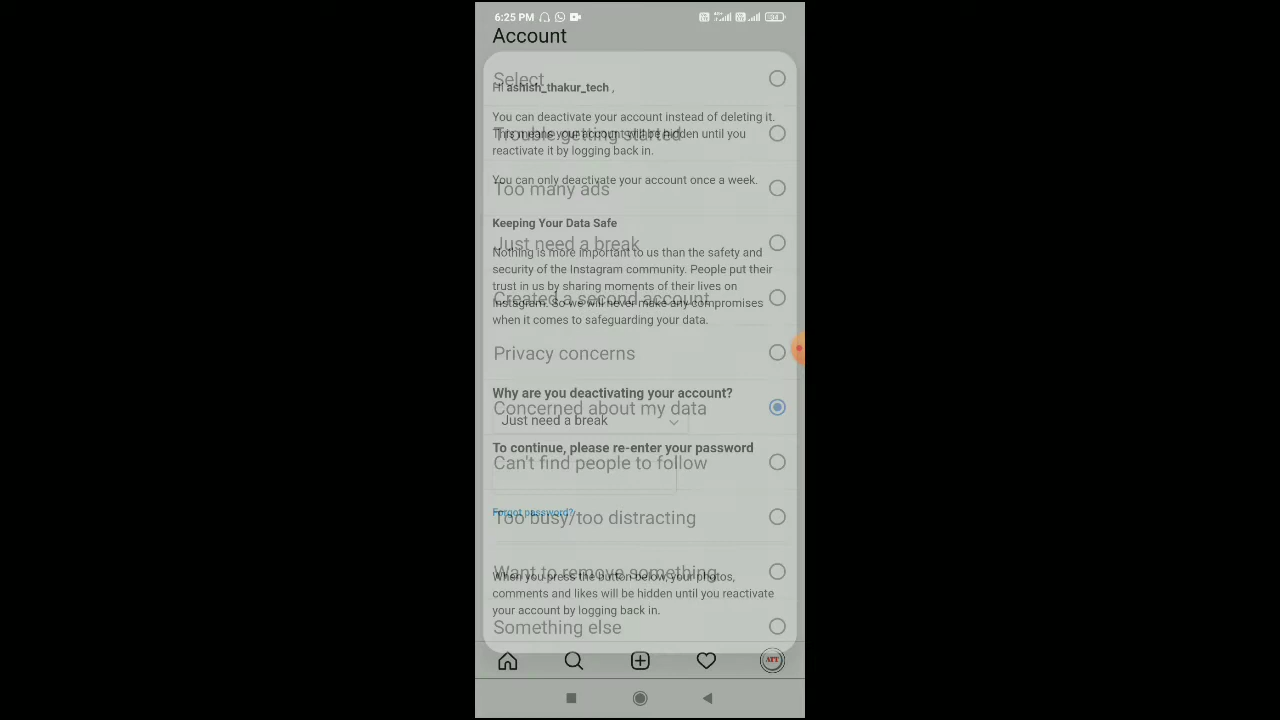 6:25 PM
Account
Select
Hi ashish_thakur_tech ,
You can deactivate your account instead of deleting it.
This means your account will be hidden until you
Trouble getting started
reactivate it by logging back in.
You can only deactivate your account once a week.
Too many ads
Keeping Your Data Safe
Just need a break
Nothing is more important to us than the safety and
security of the Instagram community. People put their
trust in us by sharing moments of their lives on
Created a second account
Instagram. So we will never make any compromises
when it comes to safeguarding your data.
Privacy concerns
Why are you deactivating your account?
Concerned about my data
Just need a break
To continue, please re-enter your password
Can't find people to follow
Forgot password?
Too busy/too distracting
Want to remove something
When you press the button below, your photos,
comments and likes will be hidden until you reactivate
your account by logging back in.
Something else
ATT